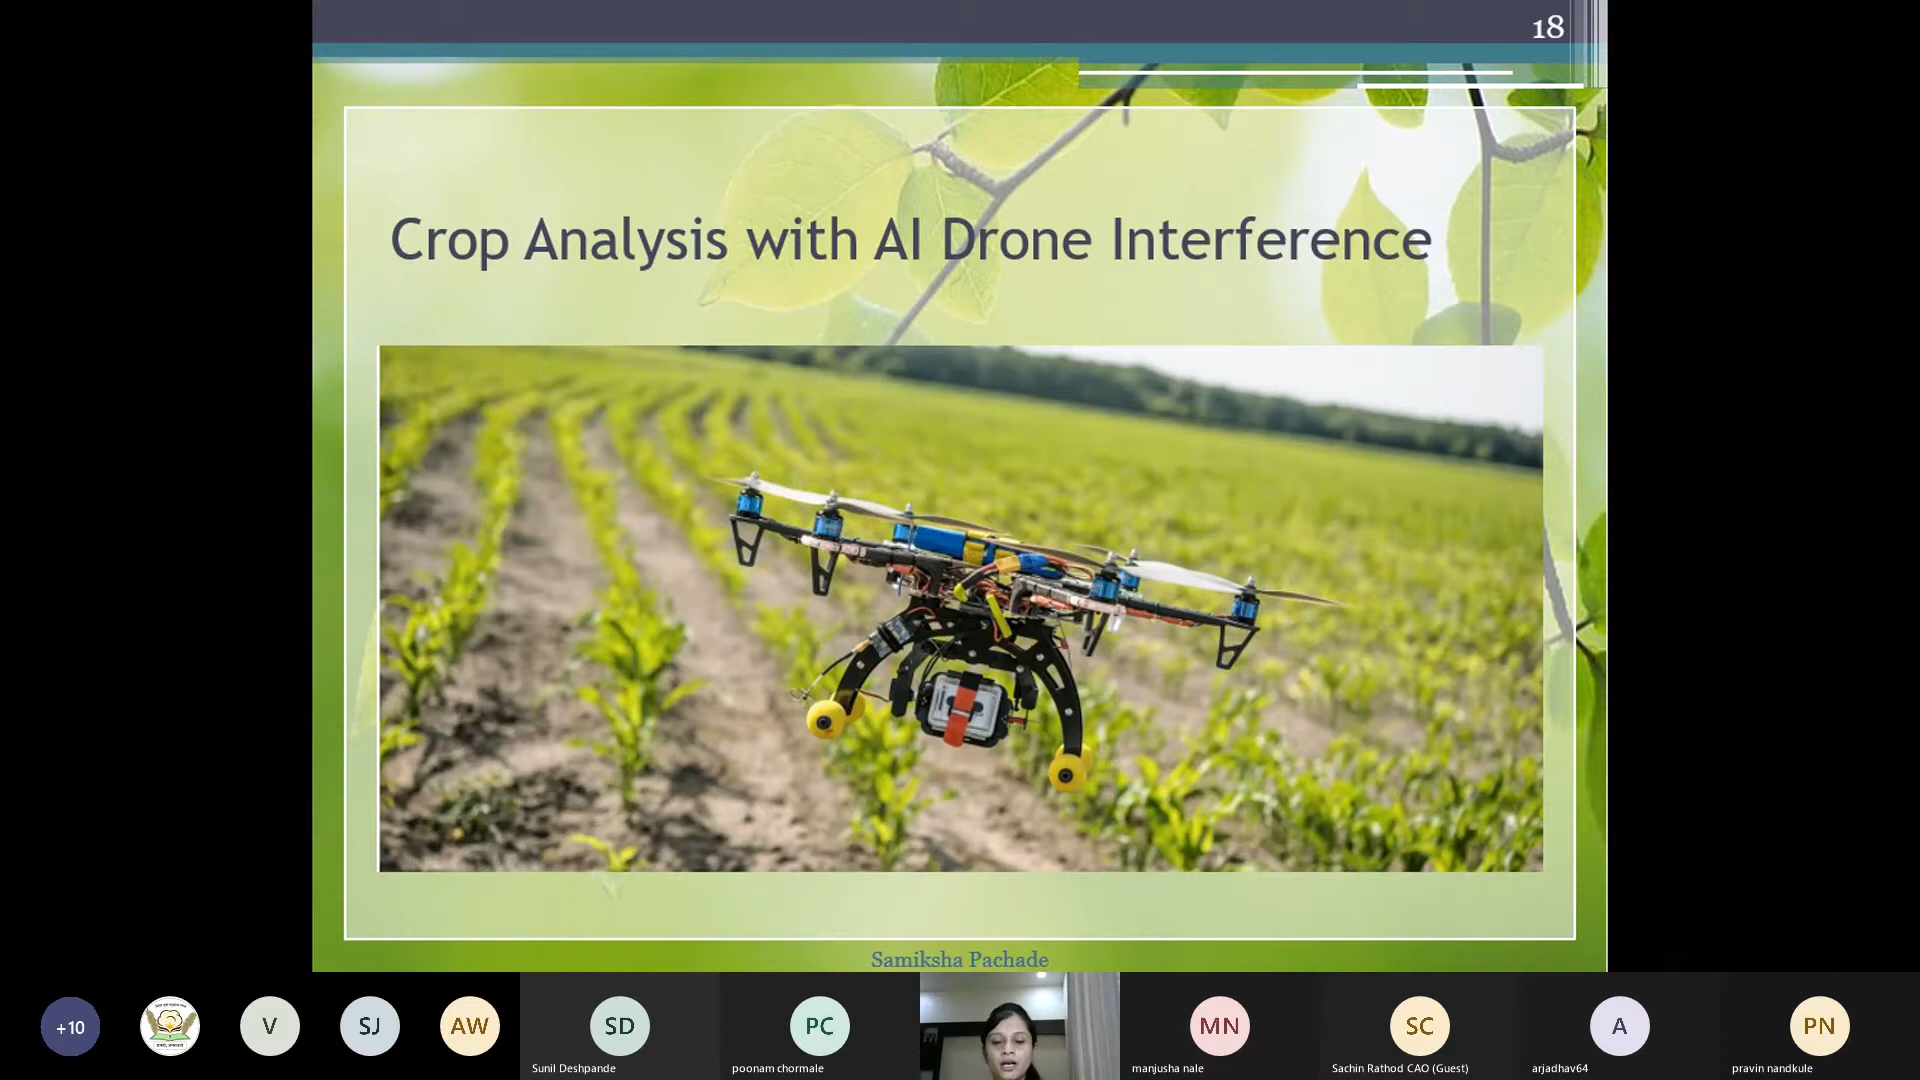 18
Crop Analysis with AI Drone Interference
Samiksha Pachade
+10
V
SJ
AW
SD
PC
MN
SC
A
PN
Sunil Deshpande
poonam chormale
manjusha nale
Sachin Rathod CAO (Guest)
arjadhav64
pravin nandkule